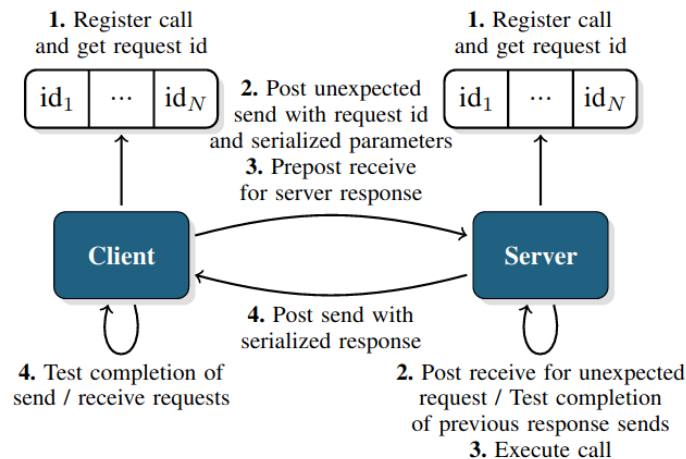 1. Register call
and get request id
id₁ ... id_N
2. Post unexpected
send with request id
and serialized parameters
3. Prepost receive
for server response
1. Register call
and get request id
id₁ ... id_N
Client
Server
4. Post send with
serialized response
4. Test completion of
send / receive requests
2. Post receive for unexpected
request / Test completion
of previous response sends
3. Execute call